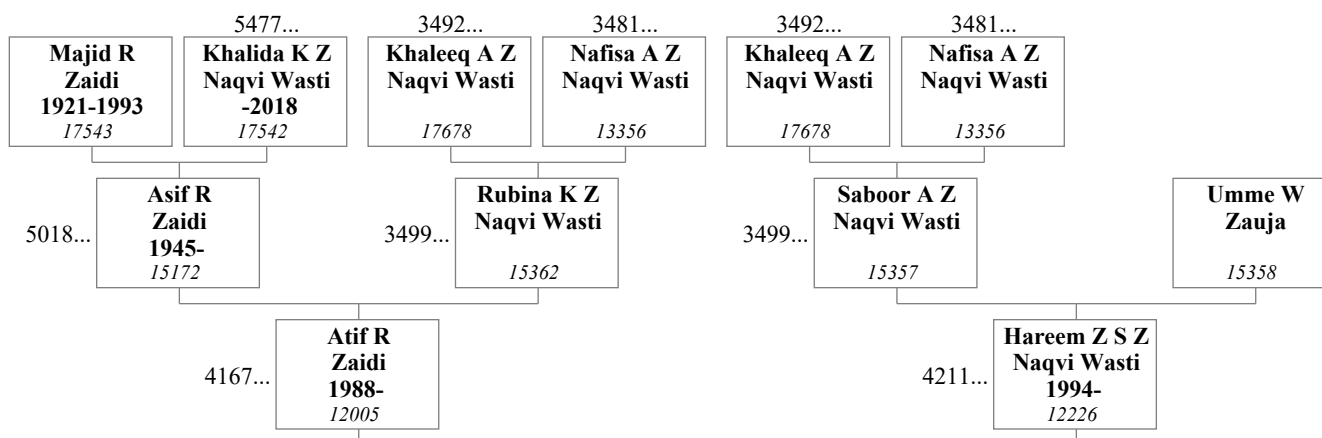 5477...
3492...
3481...
3492...
3481...
Majid R
Zaidi
1921-1993
17543
Khalida K Z
Naqvi Wasti
-2018
17542
Khaleeq A Z
Naqvi Wasti
17678
Nafisa A Z
Naqvi Wasti
13356
Khaleeq A Z
Naqvi Wasti
17678
Nafisa A Z
Naqvi Wasti
13356
5018...
Asif R
Zaidi
1945-
15172
3499...
Rubina K Z
Naqvi Wasti
15362
3499...
Saboor A Z
Naqvi Wasti
15357
Umme W
Zauja
15358
4167...
Atif R
Zaidi
1988-
12005
4211...
Hareem Z S Z
Naqvi Wasti
1994-
12226